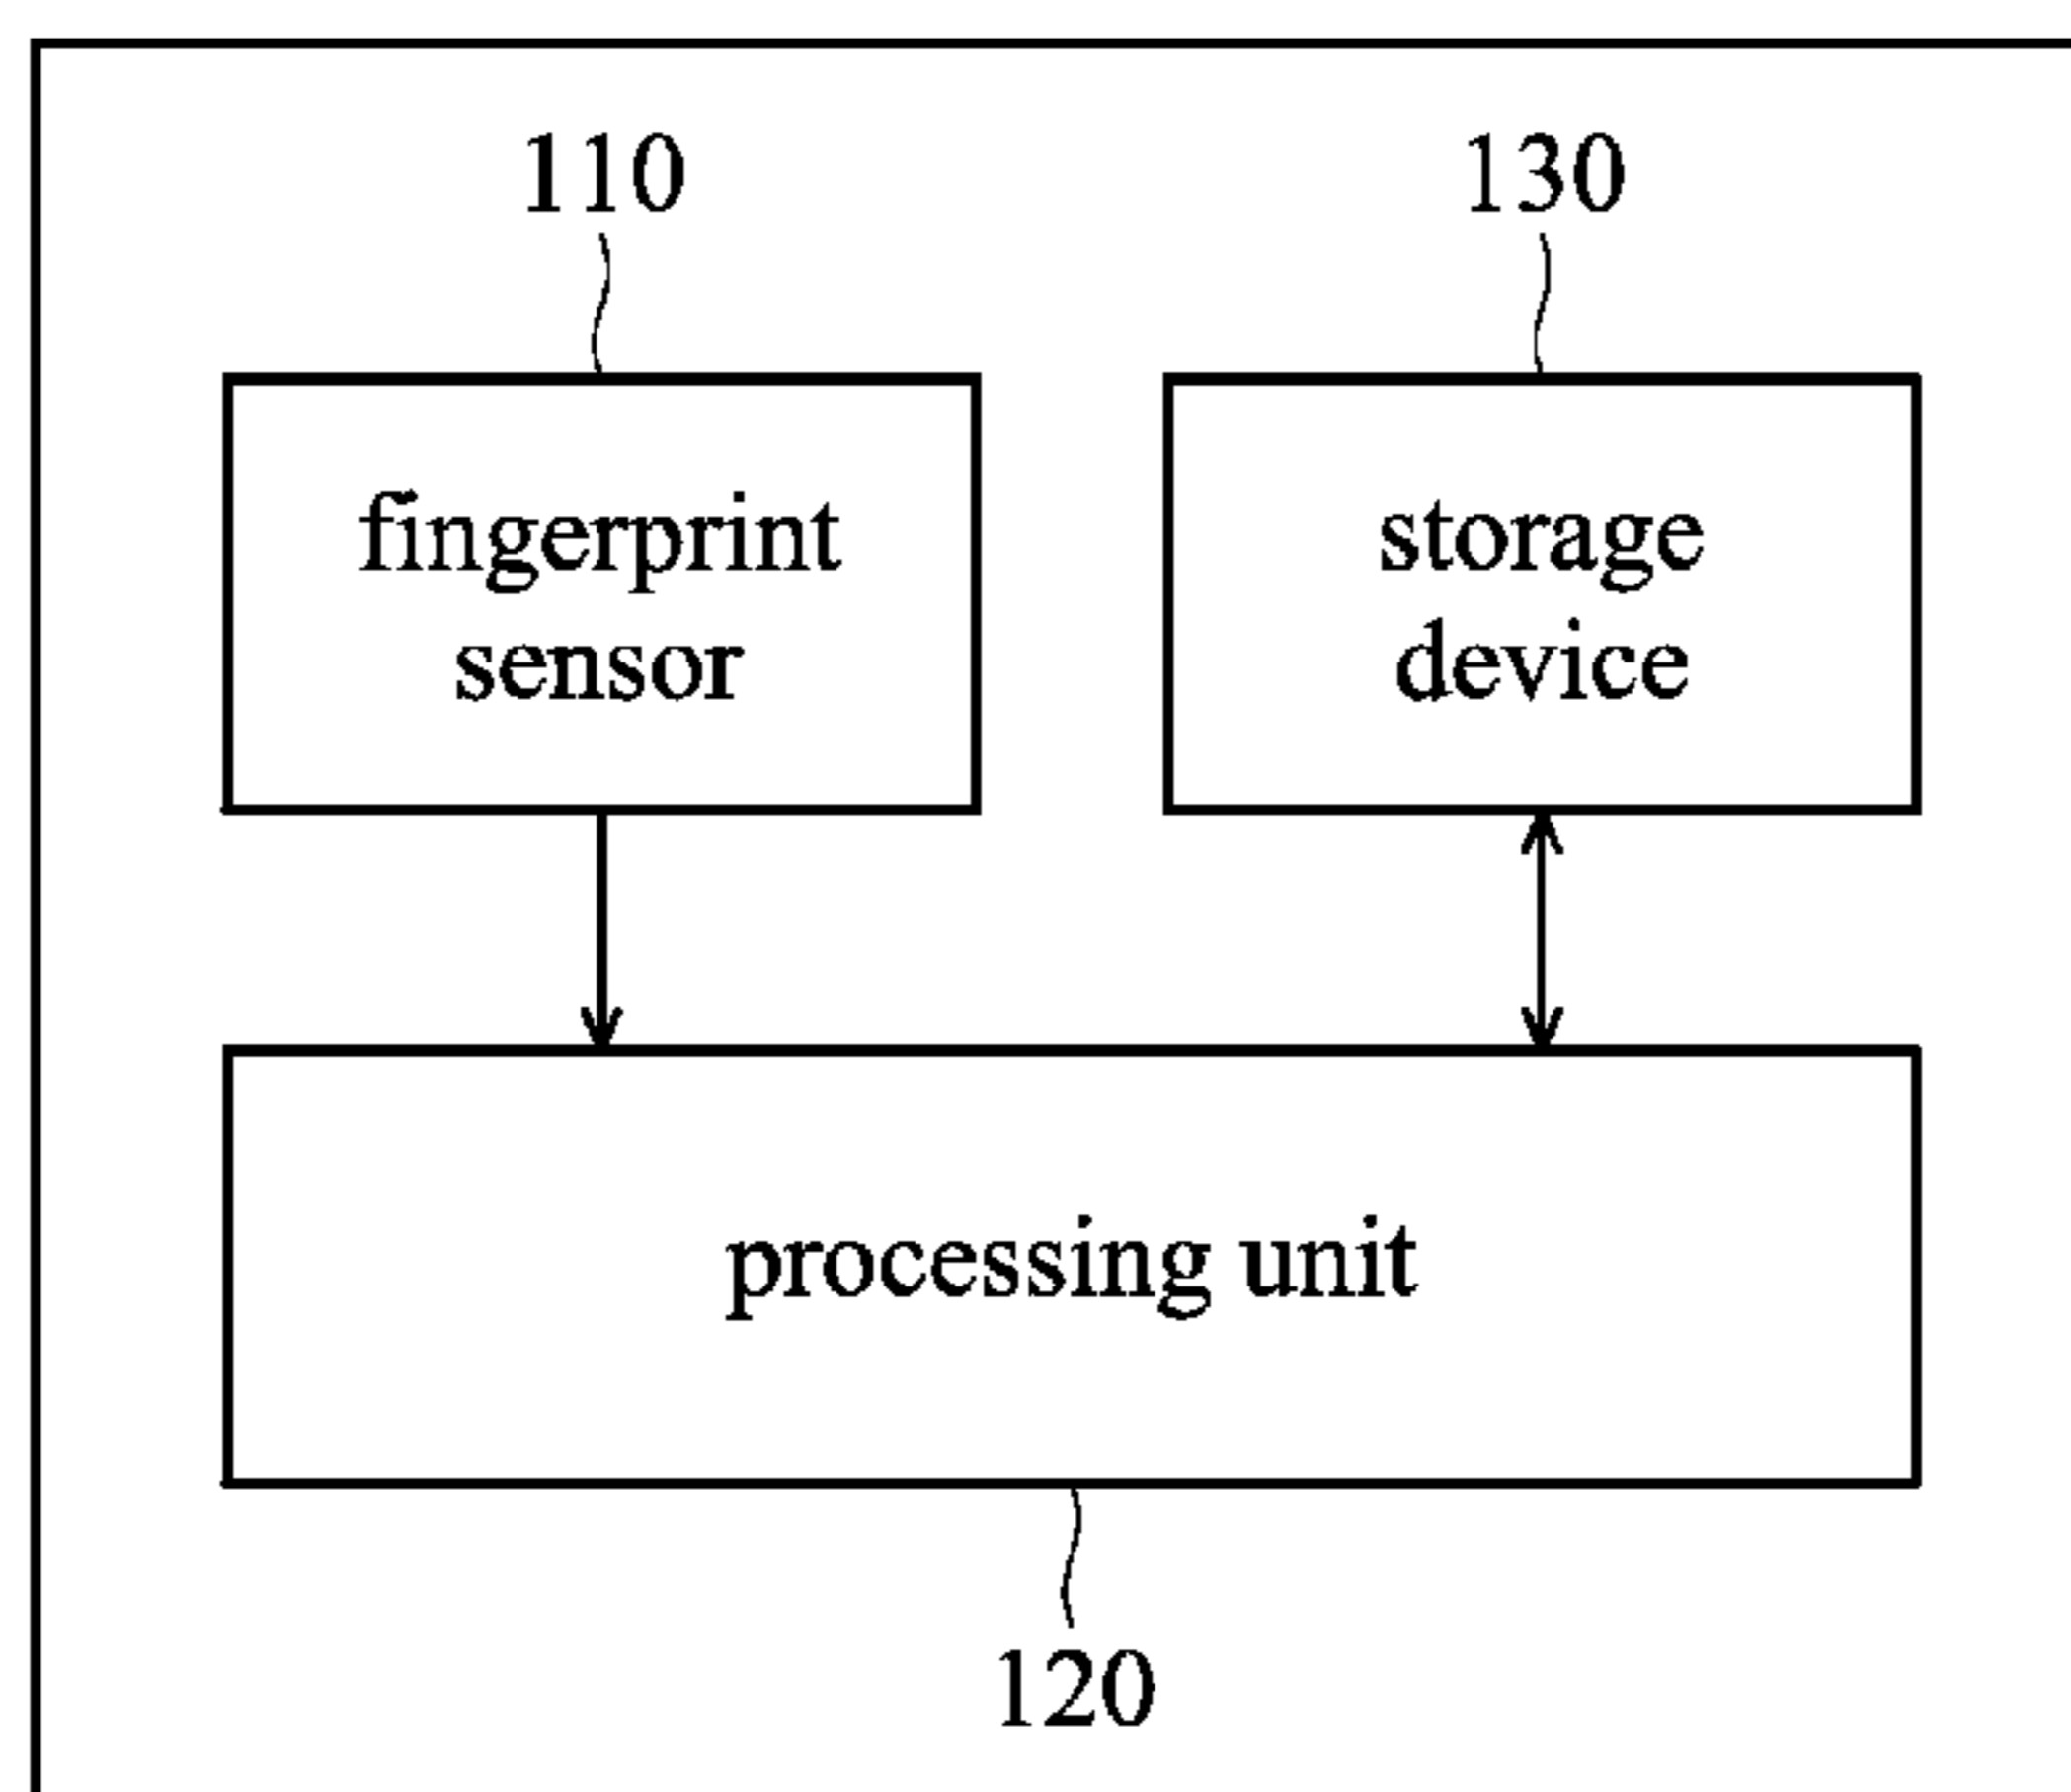 110
130
fingerprint
sensor
storage
device
processing unit
120